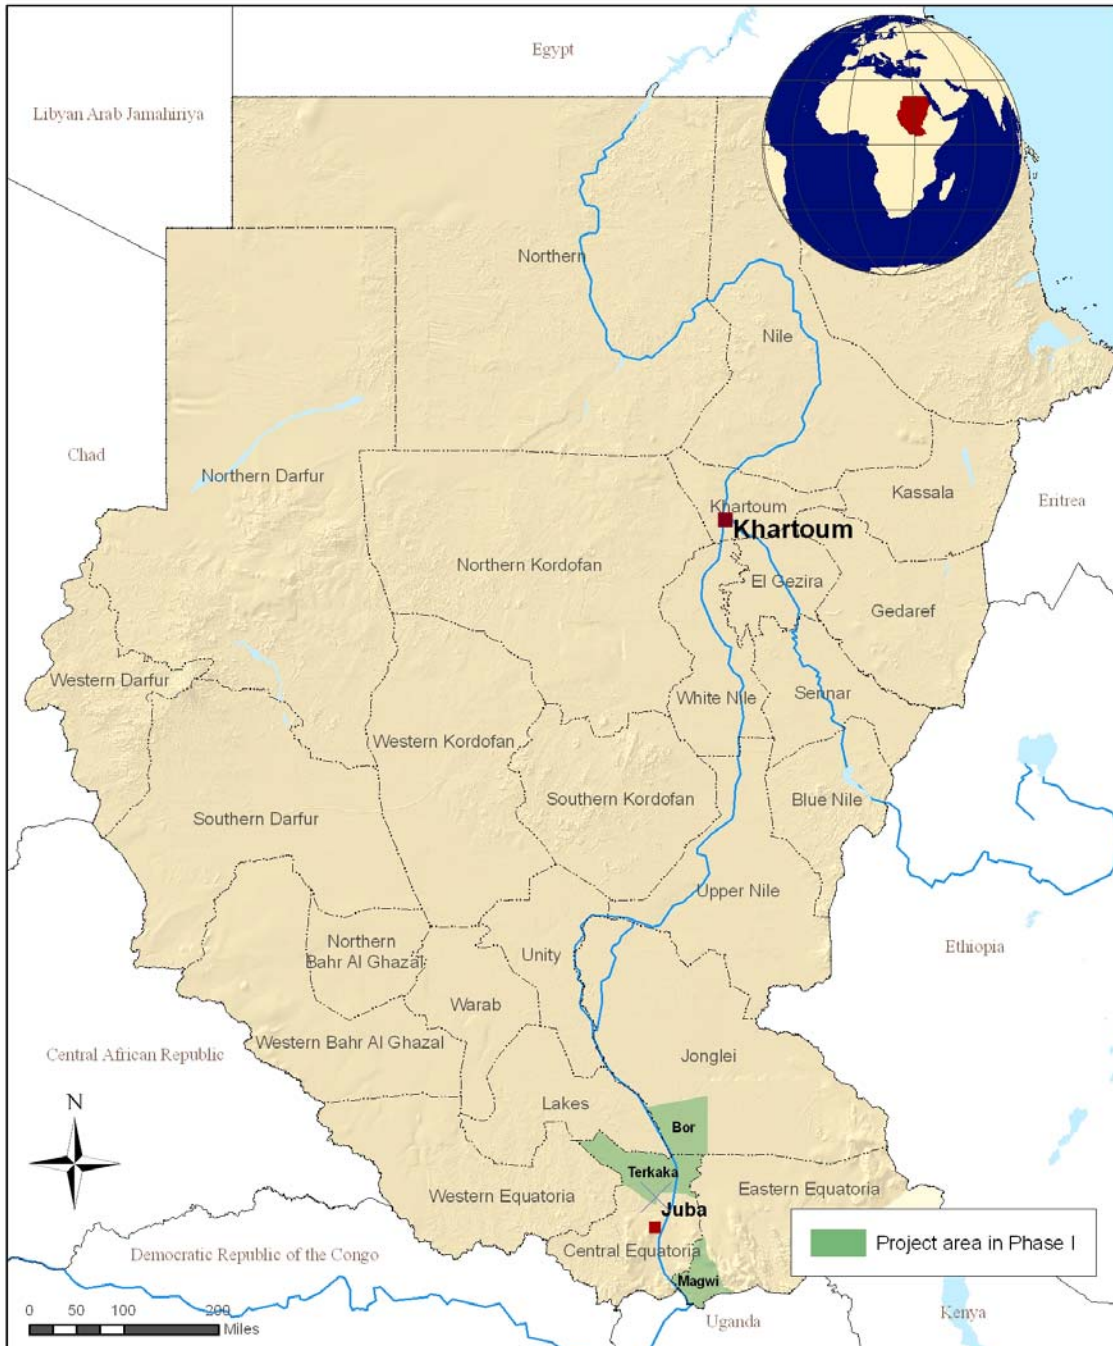 Egypt
Libyan Arab Jamahiriya
Northern
Nile
Chad
Northern Darfur
Kassala
Eritrea
Khartoum
Khartoum
Northern Kordofan
El Gezira
Gedaref
Western Darfur
White Nile
Sennar
Western Kordofan
Southern Kordofan
Blue Nile
Southern Darfur
Upper Nile
Northern
Bahr Al Ghazal
Unity
Ethiopia
Warab
Western Bahr Al Ghazal
Central African Republic
Jonglei
N
Lakes
Bor
Terkaka
Western Equatoria
Eastern Equatoria
Juba
Project area in Phase I
Central Equatoria
Democratic Republic of the Congo
Magwi
0 50 100 200
Miles
Uganda
Kenya